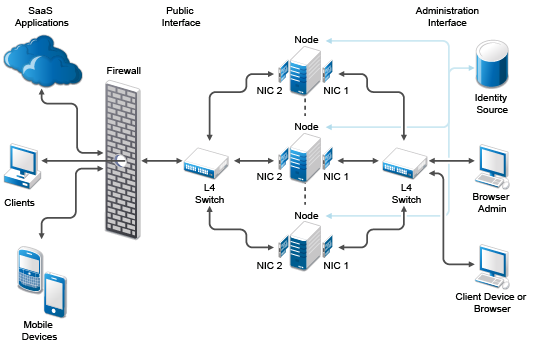 SaaS
Applications
Public
Interface
Administration
Interface
Node
Firewall
NIC 2
NIC 1
Identity
Source
Node
Clients
L4
Switch
NIC 2
NIC 1
L4
Switch
Browser
Admin
Node
NIC 2
NIC 1
Client Device or
Browser
Mobile
Devices